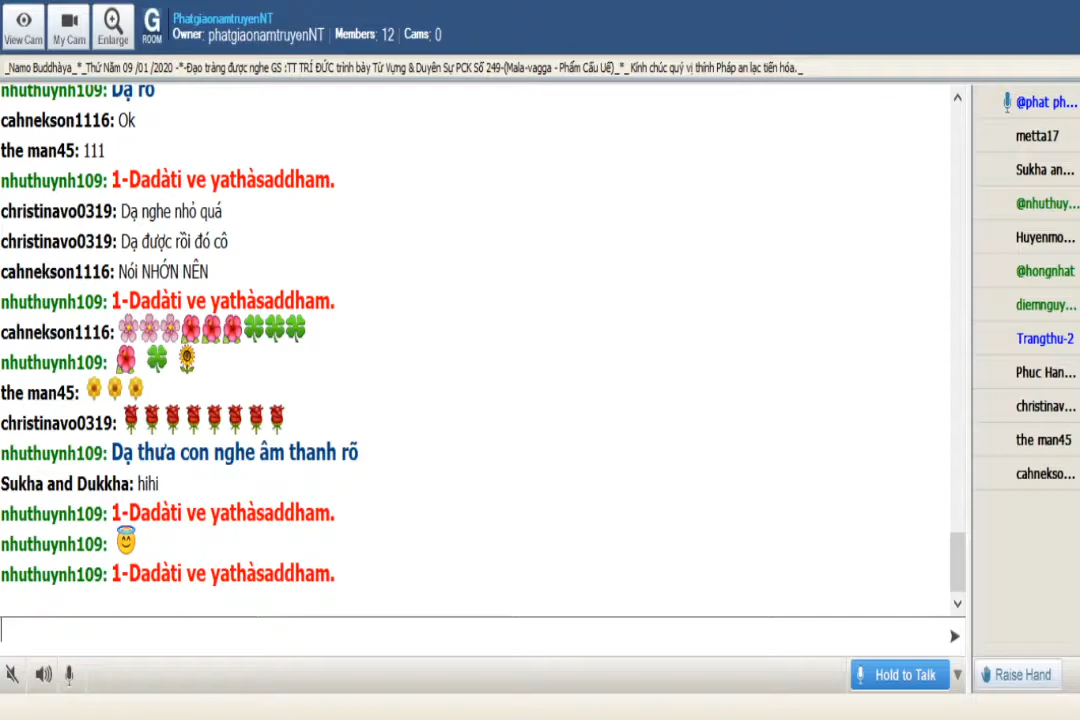 View Cam
My Cam
Enlarge
G
ROOM
PhatgiaonamtruyenNT
Owner: phatgiaonamtruyenNT | Members: 12 | Cams: 0
_Namo Buddhàya_*_Thứ Năm 09 /01 /2020 -*-Đạo tràng được nghe GS :TT TRÍ ĐỨC trình bày Từ Vựng & Duyên Sự PCK Số 249-(Mala-vagga - Phẩm Cấu Uế)_*_ Kính chúc quý vị thính Pháp an lạc tiến hóa._
nhuthuynh109: Dạ rõ
cahnekson1116: Ok
the man45: 111
nhuthuynh109: 1-Dadàti ve yathàsaddham.
christinavo0319: Dạ nghe nhỏ quá
christinavo0319: Dạ được rồi đó cô
cahnekson1116: Nói NHỚN NÊN
nhuthuynh109: 1-Dadàti ve yathàsaddham.
cahnekson1116:
nhuthuynh109:
the man45:
christinavo0319:
nhuthuynh109: Dạ thưa con nghe âm thanh rõ
Sukha and Dukkha: hihi
nhuthuynh109: 1-Dadàti ve yathàsaddham.
nhuthuynh109:
nhuthuynh109: 1-Dadàti ve yathàsaddham.
@phat ph...
metta17
Sukha an...
@nhuthuy...
Huyenmo...
@hongnhat
diemnguy...
Trangthu-2
Phuc Han...
christinav...
the man45
cahnekso...
Hold to Talk
Raise Hand